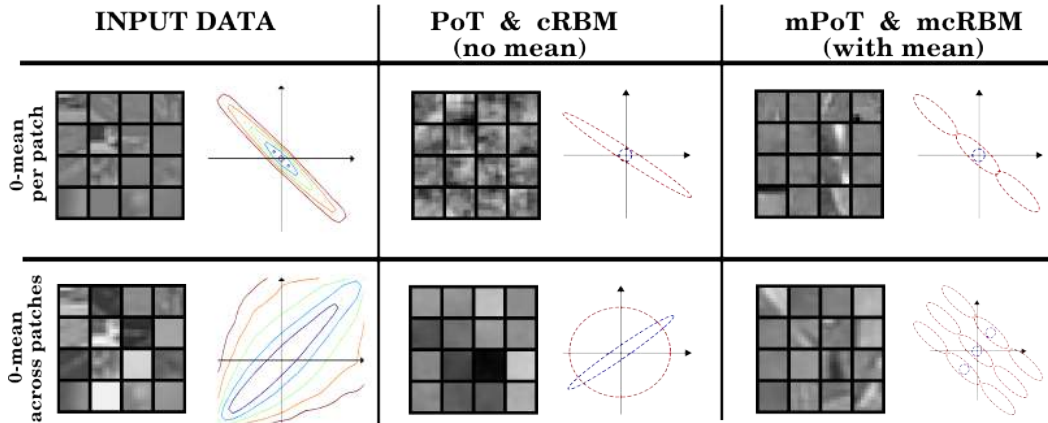 INPUT DATA
PoT & cRBM
(no mean)
mPoT & mcRBM
(with mean)
0-mean
per patch
0-mean
across patches